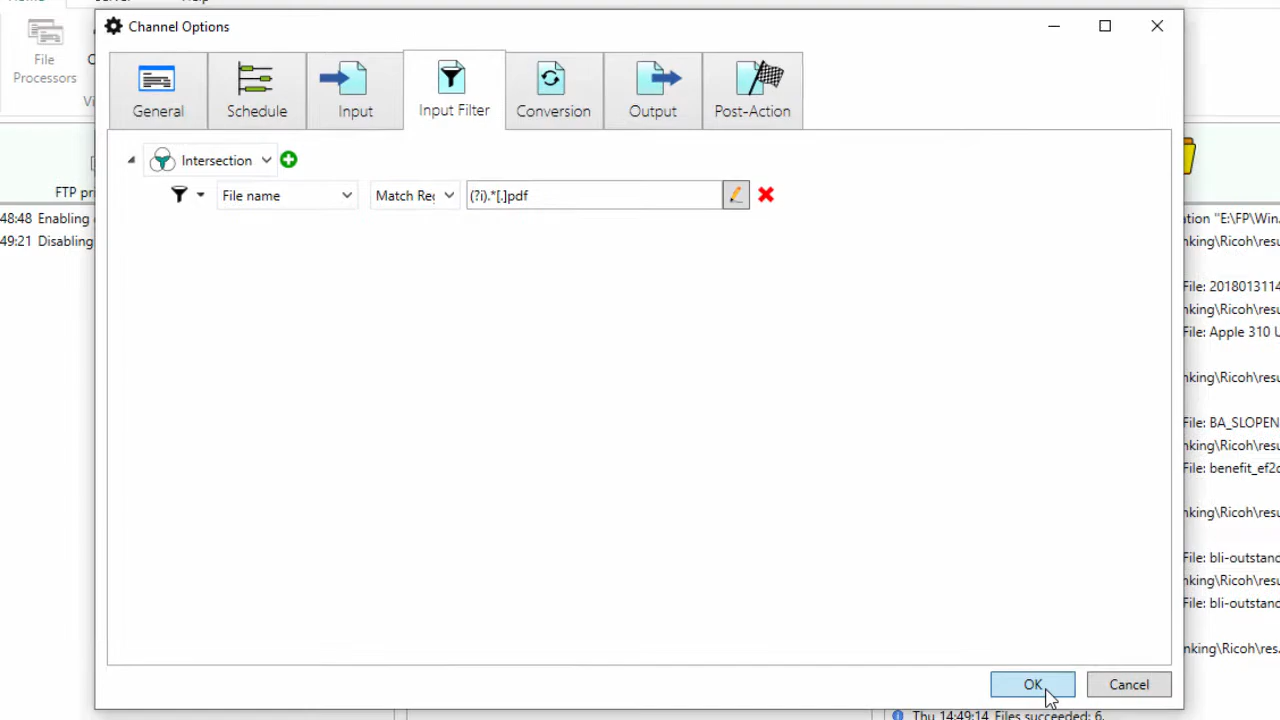 Channel Options
File
Processors
General
Schedule
Input
Input Filter
Conversion
Output
Post-Action
Intersection
FTP pri
File name
Match Reg
(?i).*[.]pdf
48:48 Enabling
49:21 Disabling
ation "E:\FP\Win
nking\Ricoh\resu
File: 2018013114
nking\Ricoh\resu
File: Apple 310 U
nking\Ricoh\resu
File: BA_SLOPEN
nking\Ricoh\resu
File: benefit_ef2c
nking\Ricoh\resu
File: bli-outstanc
nking\Ricoh\resu
File: bli-outstanc
nking\Ricoh\res
OK
Cancel
Thu 14:49:14 Files succeeded: 6,